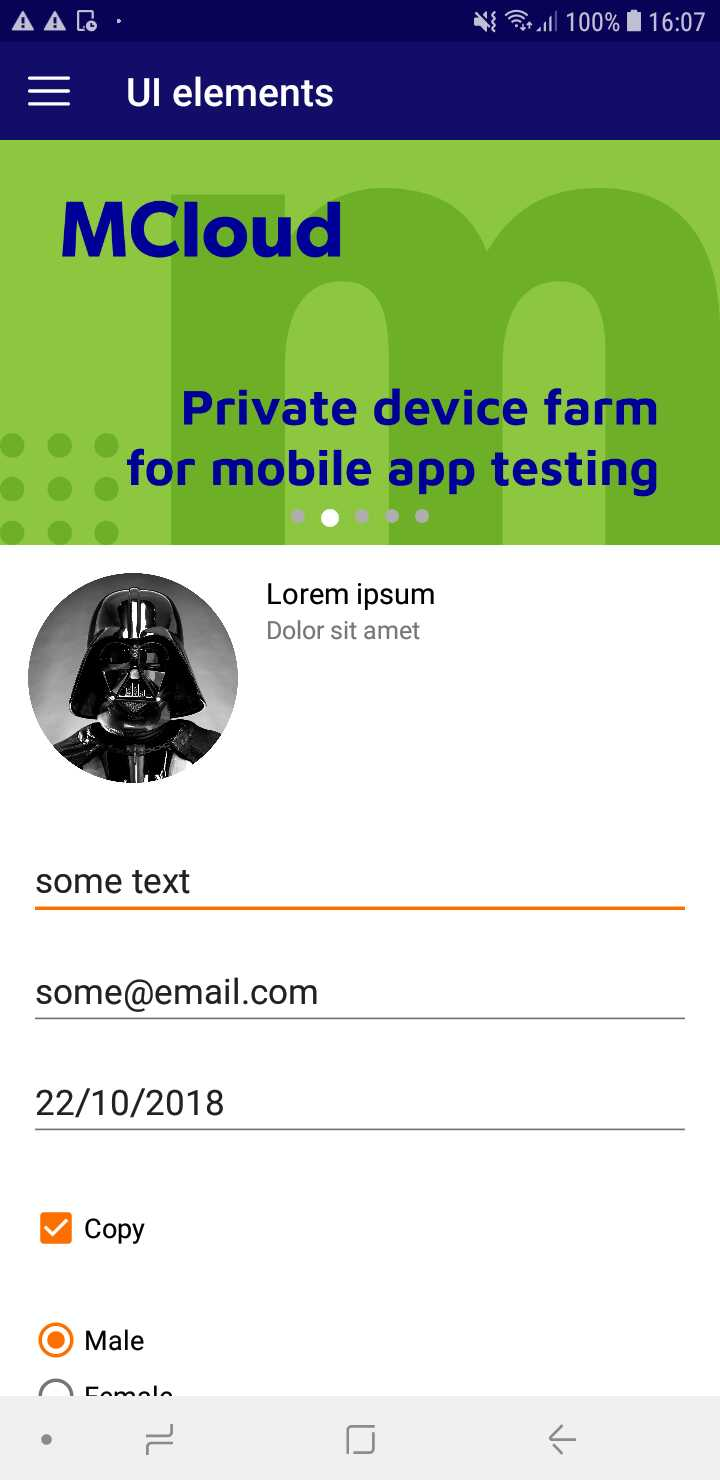 100% 16:07
UI elements
MCloud
Private device farm
for mobile app testing
Lorem ipsum
Dolor sit amet
some text
some@email.com
22/10/2018
Copy
Male
Female